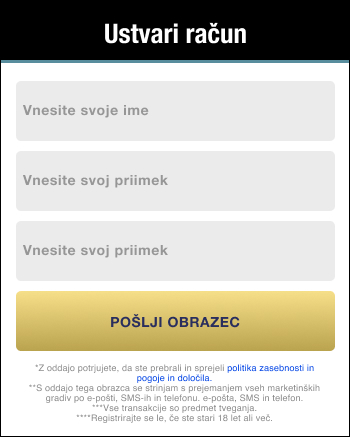 Ustvari račun
Vnesite svoje ime
Vnesite svoj priimek
Vnesite svoj priimek
POŠLJI OBRAZEC
*Z oddajo potrjujete, da ste prebrali in sprejeli politika zasebnosti in
pogoje in določila.
**S oddajo tega obrazca se strinjam s prejemanjem vseh marketinških
gradiv po e-pošti, SMS-ih in telefonu. e-pošta, SMS in telefon.
***Vse transakcije so predmet tveganja.
****Registrirajte se le, če ste stari 18 let ali več.